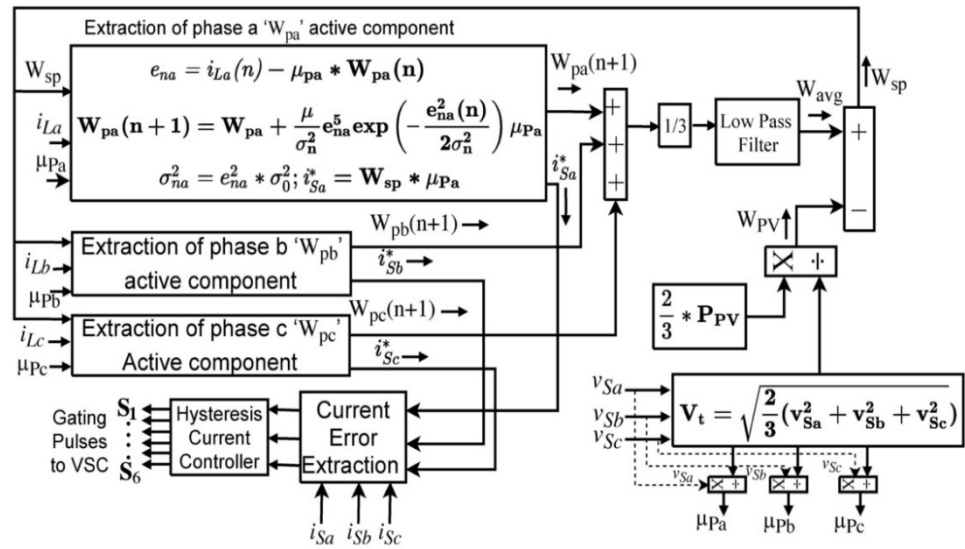 Extraction of phase a 'W_pa' active component
W_sp
i_La
μ_Pa
e_na = i_La(n) − μ_pa * W_pa(n)
W_pa(n + 1) = W_pa + μ/σ_n^2 e_na^5 exp (− e_na^2(n)/2σ_n^2) μ_Pa
σ_na^2 = e_na^2 * σ_0^2; i_Sa^* = W_sp * μ_Pa
W_pa(n+1)
i_Sa^*
+
+
+
1/3
Low Pass
Filter
W_avg
W_sp
+
−
W_PV
× ÷
2/3 * P_PV
W_pb(n+1)
i_Lb
μ_Pb
Extraction of phase b 'W_pb'
active component
i_Sb^*
W_pc(n+1)
i_Lc
μ_Pc
Extraction of phase c 'W_pc'
Active component
i_Sc^*
v_Sa
v_Sb
v_Sc
V_t = √(2/3 (v_Sa^2 + v_Sb^2 + v_Sc^2))
v_Sa × ÷
v_Sb × ÷
v_Sc × ÷
μ_Pa
μ_Pb
μ_Pc
Gating
Pulses
to VSC
S_1
:
S_6
Hysteresis
Current
Controller
Current
Error
Extraction
i_Sa i_Sb i_Sc